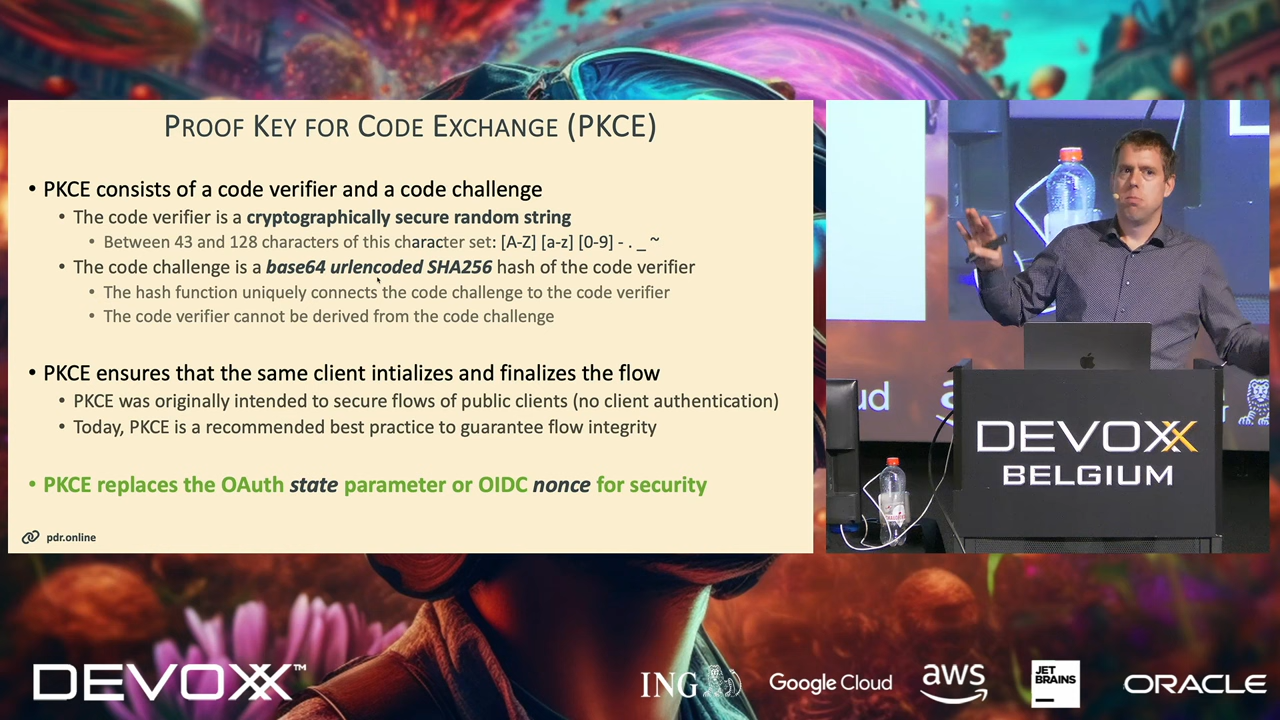 PROOF KEY FOR CODE EXCHANGE (PKCE)
• PKCE consists of a code verifier and a code challenge
• The code verifier is a cryptographically secure random string
• Between 43 and 128 characters of this character set: [A-Z] [a-z] [0-9] - . _ ~
• The code challenge is a base64 urlencoded SHA256 hash of the code verifier
• The hash function uniquely connects the code challenge to the code verifier
• The code verifier cannot be derived from the code challenge
• PKCE ensures that the same client intializes and finalizes the flow
• PKCE was originally intended to secure flows of public clients (no client authentication)
• Today, PKCE is a recommended best practice to guarantee flow integrity
• PKCE replaces the OAuth state parameter or OIDC nonce for security
pdr.online
DEVOXX
BELGIUM
DEVOXX™
ING
Google Cloud
aws
JET
BRAINS
ORACLE